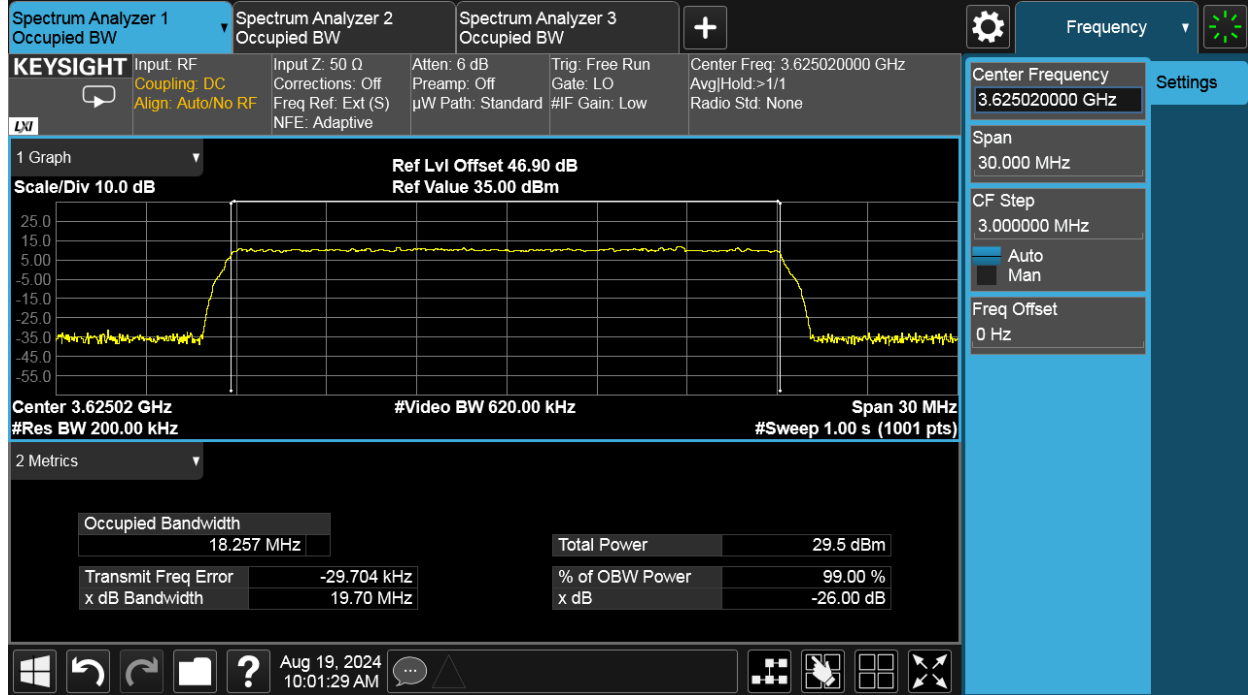 Spectrum Analyzer 1
Occupied BW
Spectrum Analyzer 2
Occupied BW
Spectrum Analyzer 3
Occupied BW
Frequency
KEYSIGHT
LXI
Input: RF
Coupling: DC
Align: Auto/No RF
Input Z: 50 Ω
Corrections: Off
Freq Ref: Ext (S)
NFE: Adaptive
Atten: 6 dB
Preamp: Off
µW Path: Standard
Trig: Free Run
Gate: LO
#IF Gain: Low
Center Freq: 3.625020000 GHz
Avg|Hold:>1/1
Radio Std: None
Center Frequency
3.625020000 GHz
Settings
Span
30.000 MHz
CF Step
3.000000 MHz
Auto
Man
Freq Offset
0 Hz
1 Graph
Scale/Div 10.0 dB
Ref Lvl Offset 46.90 dB
Ref Value 35.00 dBm
25.0
15.0
5.00
-5.00
-15.0
-25.0
-35.0
-45.0
-55.0
Center 3.62502 GHz
#Video BW 620.00 kHz
Span 30 MHz
#Res BW 200.00 kHz
#Sweep 1.00 s (1001 pts)
2 Metrics
Occupied Bandwidth
18.257 MHz
Total Power 29.5 dBm
Transmit Freq Error -29.704 kHz
% of OBW Power 99.00 %
x dB Bandwidth 19.70 MHz
x dB -26.00 dB
?
Aug 19, 2024
10:01:29 AM